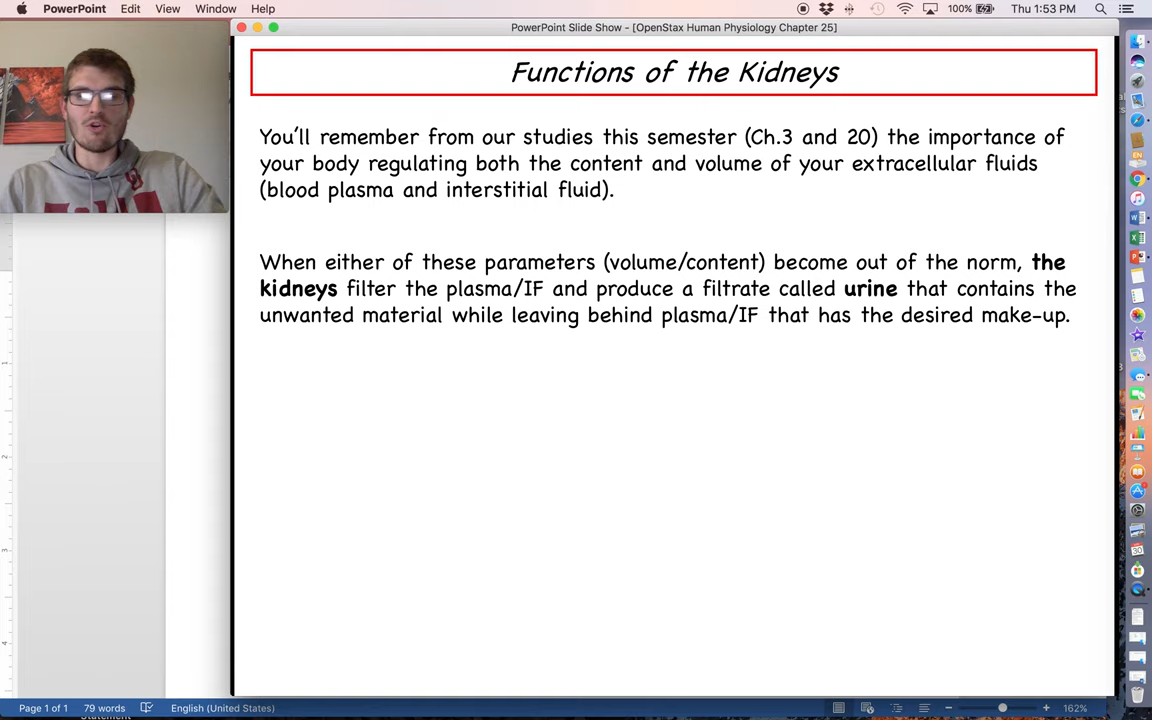 PowerPoint Edit View Window Help 100% Thu 1:53 PM
PowerPoint Slide Show - [OpenStax Human Physiology Chapter 25]
Functions of the Kidneys
You'll remember from our studies this semester (Ch.3 and 20) the importance of
your body regulating both the content and volume of your extracellular fluids
(blood plasma and interstitial fluid).
When either of these parameters (volume/content) become out of the norm, the
kidneys filter the plasma/IF and produce a filtrate called urine that contains the
unwanted material while leaving behind plasma/IF that has the desired make-up.
Page 1 of 1 79 words English (United States) 162%